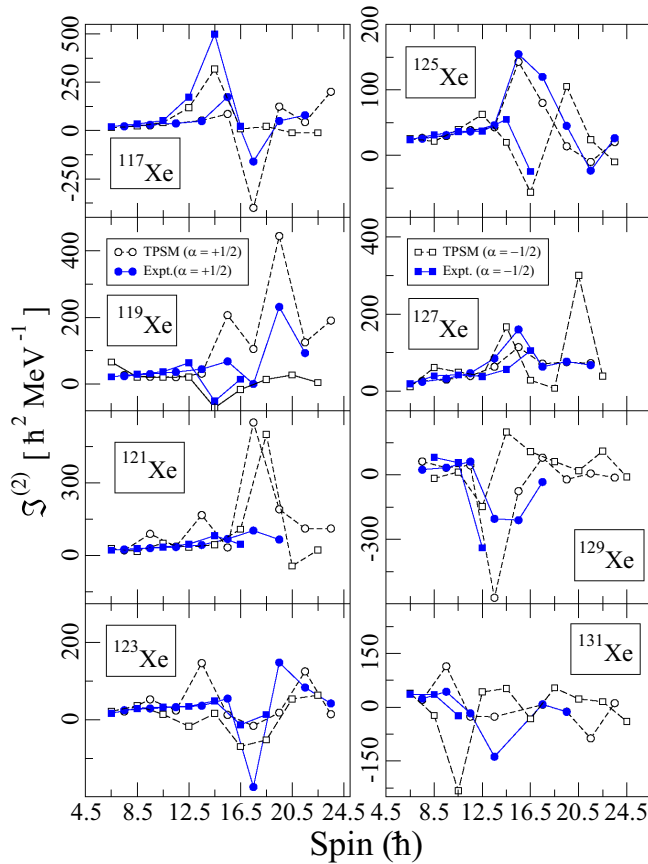 500
250
0
-250
117Xe
200
100
0
125Xe
TPSM (α = +1/2)
Expt.(α = +1/2)
400
200
0
119Xe
TPSM (α = −1/2)
Expt. (α = −1/2)
400
200
0
127Xe
ℑ(2) [ ħ2 MeV−1 ]
300
0
121Xe
0
-300
129Xe
200
0
123Xe
150
0
-150
131Xe
4.5 8.5 12.5 16.5 20.5 24.5
4.5 8.5 12.5 16.5 20.5 24.5
Spin (ħ)